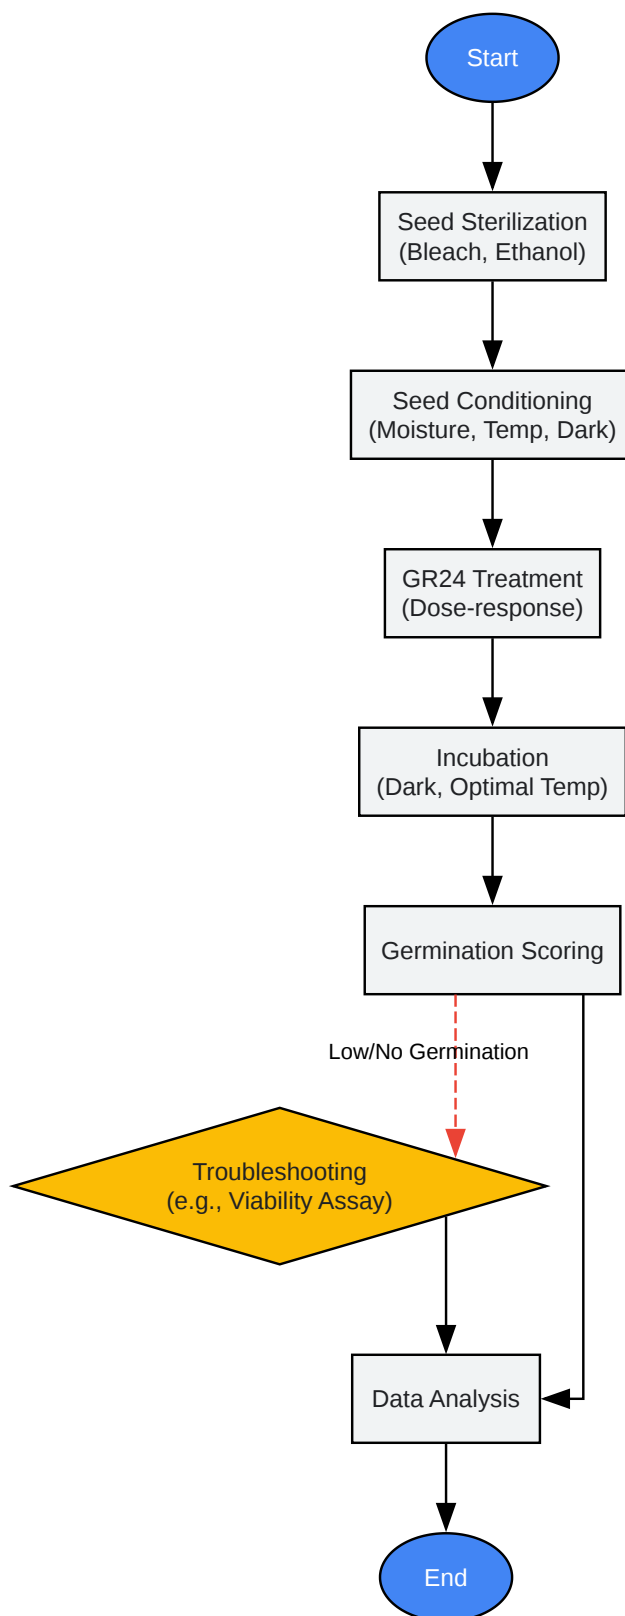 Start
Seed Sterilization
(Bleach, Ethanol)
Seed Conditioning
(Moisture, Temp, Dark)
GR24 Treatment
(Dose-response)
Incubation
(Dark, Optimal Temp)
Germination Scoring
Low/No Germination
Troubleshooting
(e.g., Viability Assay)
Data Analysis
End